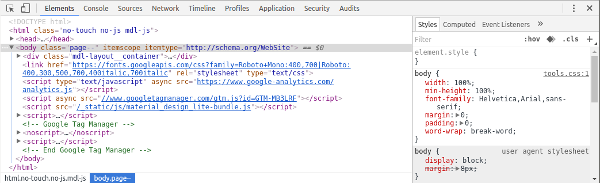 Elements Console Sources Network Timeline Profiles Application Security Audits
<!DOCTYPE html>
<html class="no-touch no-js mdl-js">
<head>…</head>
<body class="page--" itemscope itemtype="http://schema.org/WebSite"> == $0
<div class="mdl-layout__container">…</div>
<link href="https://fonts.googleapis.com/css?family=Roboto+Mono:400,700|Roboto:
400,300,500,700,400italic,700italic" rel="stylesheet" type="text/css">
<script type="text/javascript" async src="https://www.google-analytics.com/
analytics.js"></script>
<script async src="//www.googletagmanager.com/gtm.js?id=GTM-MB3LRF"></script>
<script src="/_static/js/material_design_lite-bundle.js"></script>
<script>…</script>
<!-- Google Tag Manager -->
<noscript>…</noscript>
<script>…</script>
<!-- End Google Tag Manager -->
</body>
</html>
html.no-touch.no-js.mdl-js body.page--
Styles Computed Event Listeners »
Filter :hov .cls +
element.style {
}
body { tools.css:1
width: 100%;
min-height: 100%;
font-family: Helvetica,Arial,sans-
serif;
margin: 0;
padding: 0;
word-wrap: break-word;
}
body { user agent stylesheet
display: block;
margin: 8px;